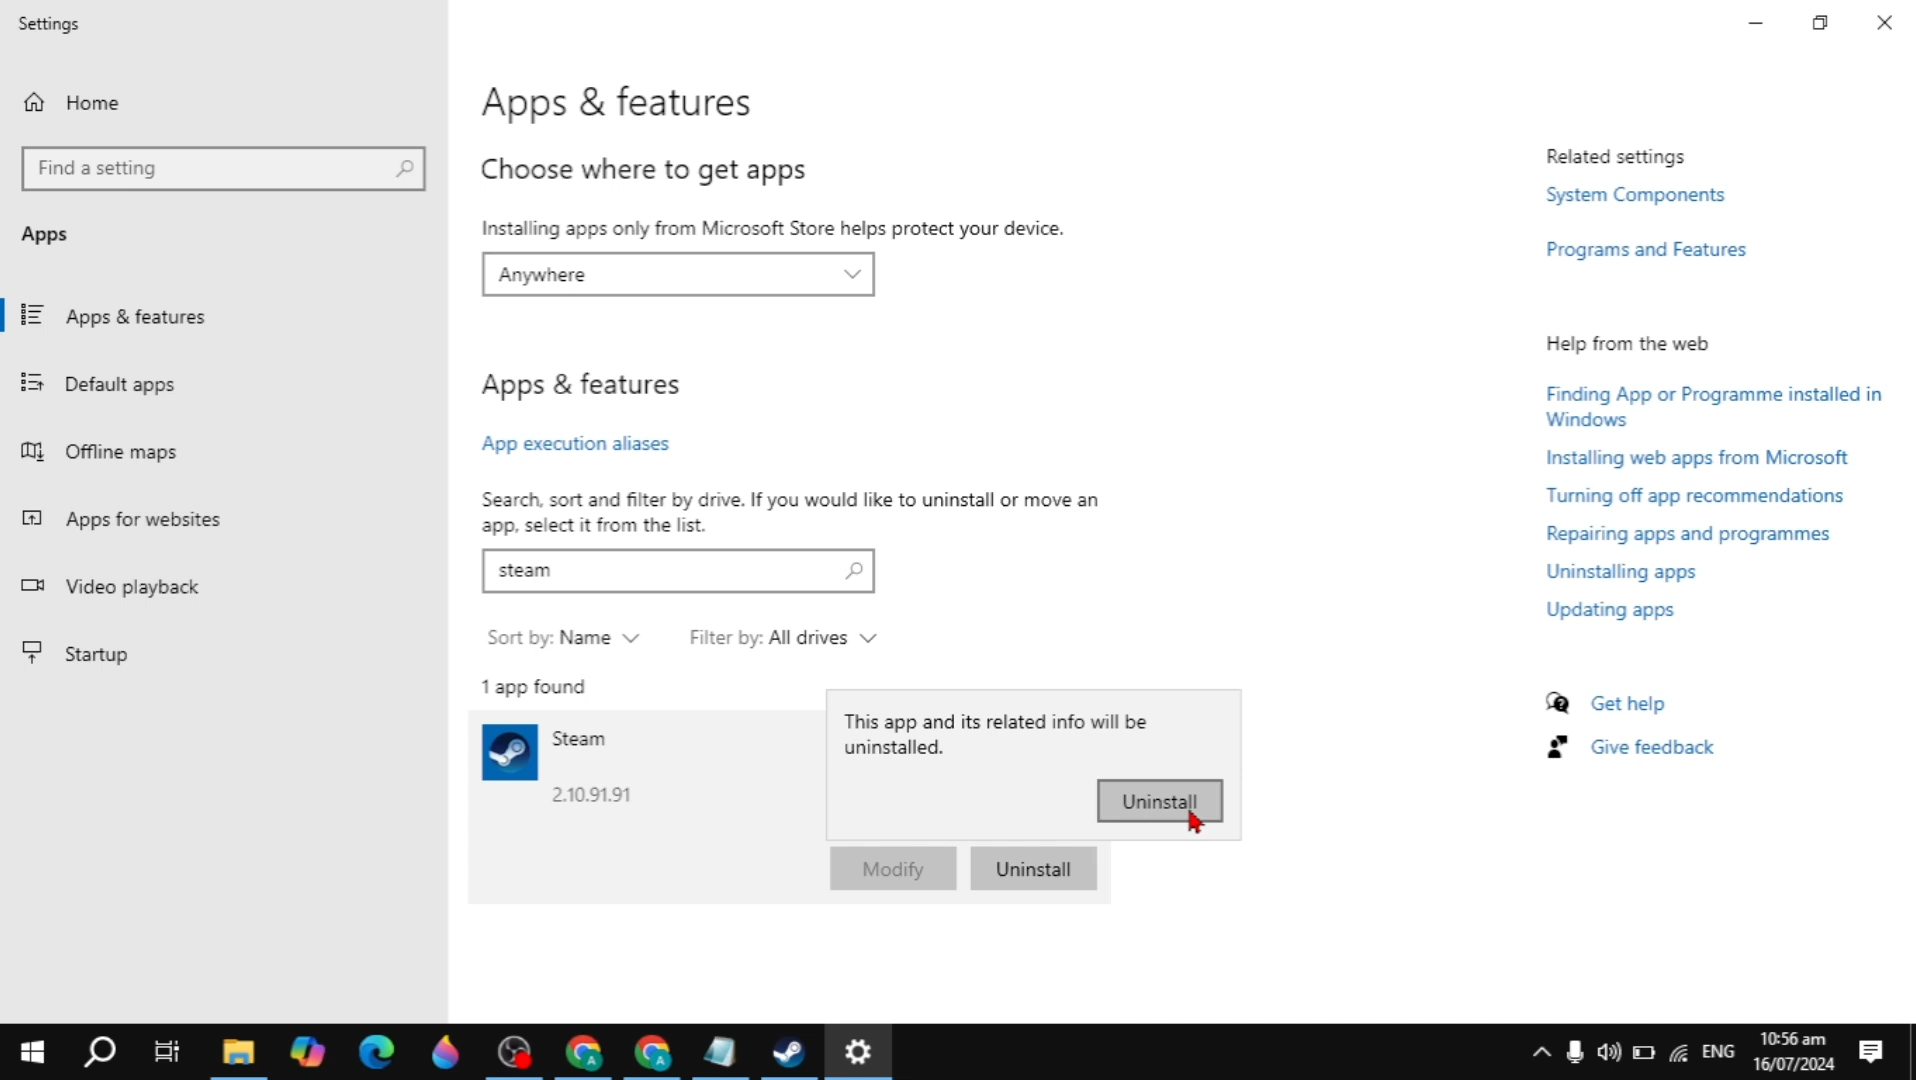 Settings
Home
Find a setting
Apps
Apps & features
Default apps
Offline maps
Apps for websites
Video playback
Startup
Apps & features
Choose where to get apps
Installing apps only from Microsoft Store helps protect your device.
Anywhere
Apps & features
App execution aliases
Search, sort and filter by drive. If you would like to uninstall or move an
app, select it from the list.
steam
Sort by: Name
Filter by: All drives
1 app found
Steam
2.10.91.91
This app and its related info will be
uninstalled.
Uninstall
Modify
Uninstall
Related settings
System Components
Programs and Features
Help from the web
Finding App or Programme installed in
Windows
Installing web apps from Microsoft
Turning off app recommendations
Repairing apps and programmes
Uninstalling apps
Updating apps
Get help
Give feedback
ENG
10:56 am
16/07/2024